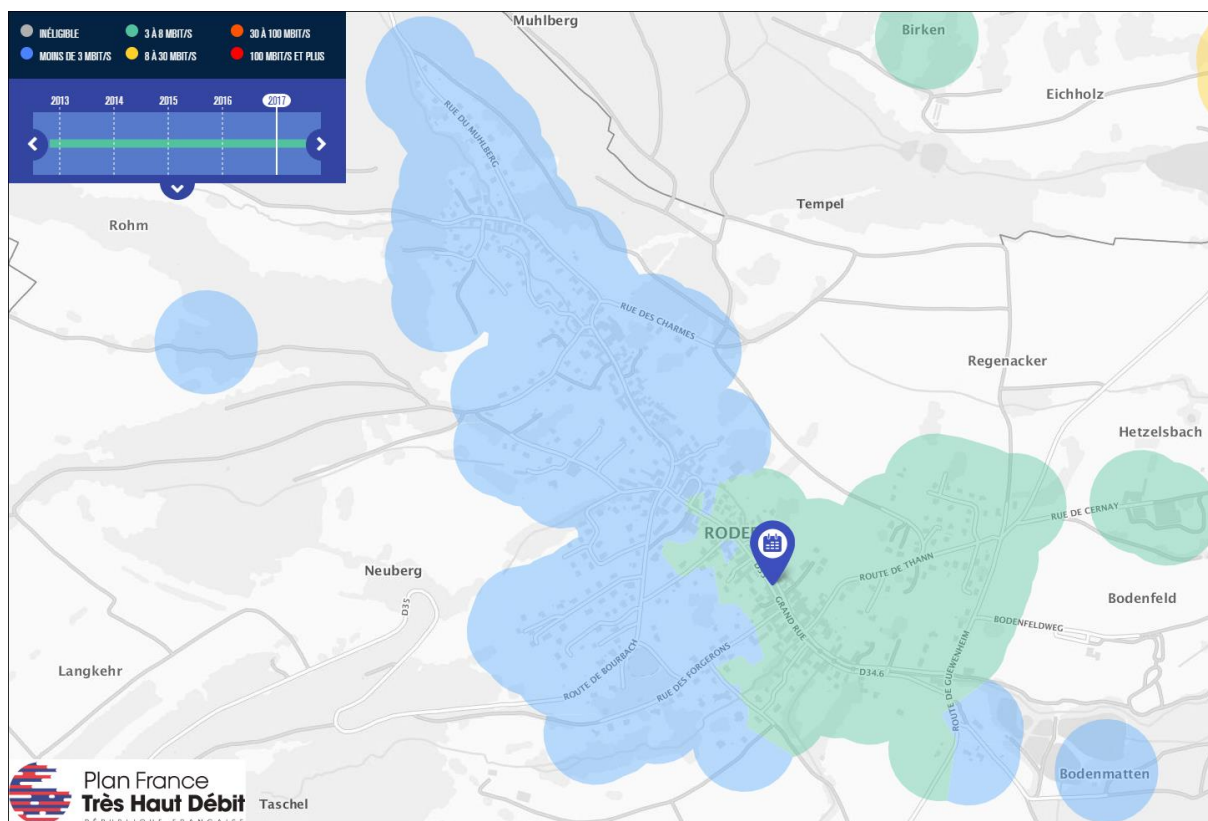 INÉLIGIBLE
3 À 8 MBIT/S
30 À 100 MBIT/S
MOINS DE 3 MBIT/S
8 À 30 MBIT/S
100 MBIT/S ET PLUS
2013
2014
2015
2016
2017
Muhlberg
Birken
Eichholz
RUE DU MUHLBERG
Tempel
Rohm
RUE DES CHARMES
Regenacker
Hetzelsbach
RUE DE CERNAY
ROUTE DE THANN
Neuberg
D35
GRAND RUE
Bodenfeld
BODENFELDWEG
Langkehr
ROUTE DE BOURBACH
RUE DES FORGERONS
D34.6
ROUTE DE GUEWENHEIM
Bodenmatten
Taschel
Plan France
Très Haut Débit
RÉPUBLIQUE FRANÇAISE